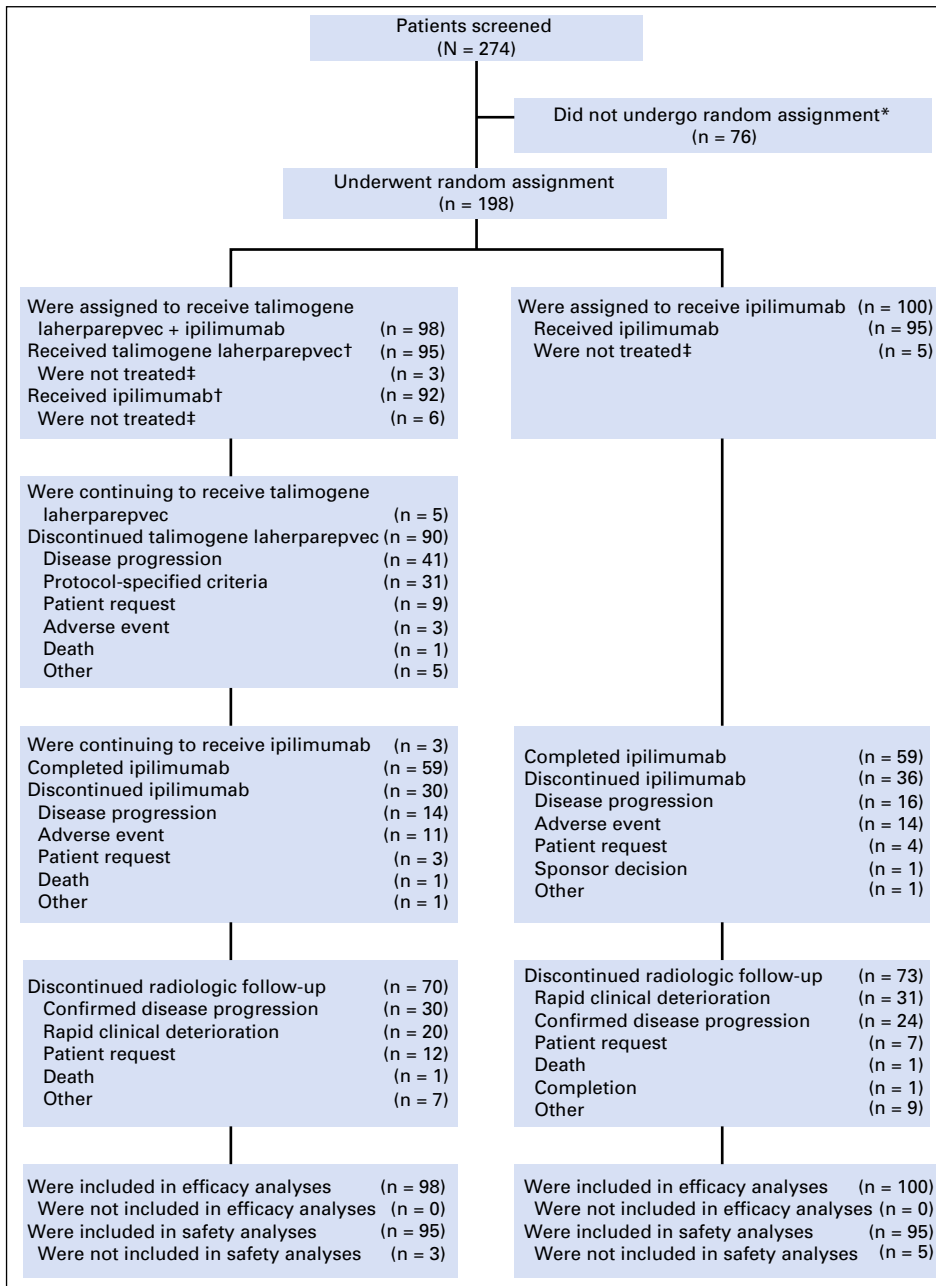 Patients screened
(N = 274)
Did not undergo random assignment*
(n = 76)
Underwent random assignment
(n = 198)
Were assigned to receive talimogene
laherparepvec + ipilimumab (n = 98)
Received talimogene laherparepvec† (n = 95)
Were not treated‡ (n = 3)
Received ipilimumab† (n = 92)
Were not treated‡ (n = 6)
Were assigned to receive ipilimumab (n = 100)
Received ipilimumab (n = 95)
Were not treated‡ (n = 5)
Were continuing to receive talimogene
laherparepvec (n = 5)
Discontinued talimogene laherparepvec (n = 90)
Disease progression (n = 41)
Protocol-specified criteria (n = 31)
Patient request (n = 9)
Adverse event (n = 3)
Death (n = 1)
Other (n = 5)
Were continuing to receive ipilimumab (n = 3)
Completed ipilimumab (n = 59)
Discontinued ipilimumab (n = 30)
Disease progression (n = 14)
Adverse event (n = 11)
Patient request (n = 3)
Death (n = 1)
Other (n = 1)
Completed ipilimumab (n = 59)
Discontinued ipilimumab (n = 36)
Disease progression (n = 16)
Adverse event (n = 14)
Patient request (n = 4)
Sponsor decision (n = 1)
Other (n = 1)
Discontinued radiologic follow-up (n = 70)
Confirmed disease progression (n = 30)
Rapid clinical deterioration (n = 20)
Patient request (n = 12)
Death (n = 1)
Other (n = 7)
Discontinued radiologic follow-up (n = 73)
Rapid clinical deterioration (n = 31)
Confirmed disease progression (n = 24)
Patient request (n = 7)
Death (n = 1)
Completion (n = 1)
Other (n = 9)
Were included in efficacy analyses (n = 98)
Were not included in efficacy analyses (n = 0)
Were included in safety analyses (n = 95)
Were not included in safety analyses (n = 3)
Were included in efficacy analyses (n = 100)
Were not included in efficacy analyses (n = 0)
Were included in safety analyses (n = 95)
Were not included in safety analyses (n = 5)